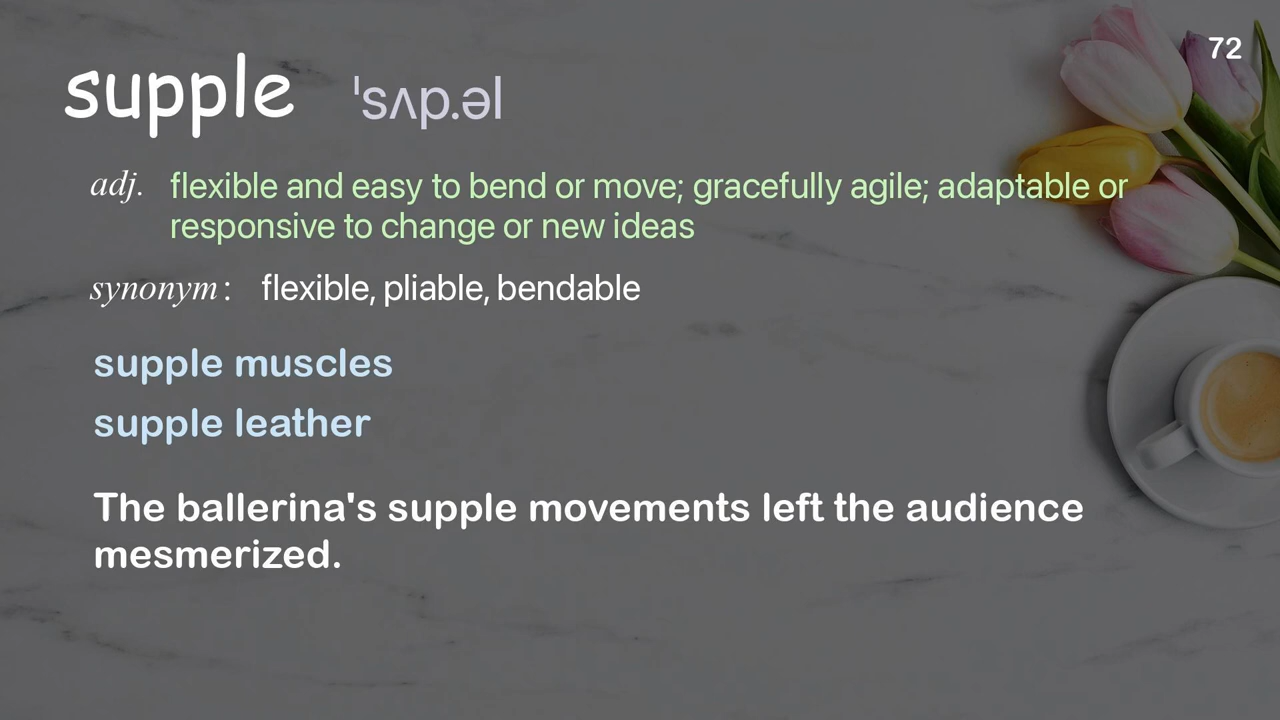 72
supple ˈsʌp.əl
adj. flexible and easy to bend or move; gracefully agile; adaptable or
responsive to change or new ideas
synonym: flexible, pliable, bendable
supple muscles
supple leather
The ballerina's supple movements left the audience
mesmerized.